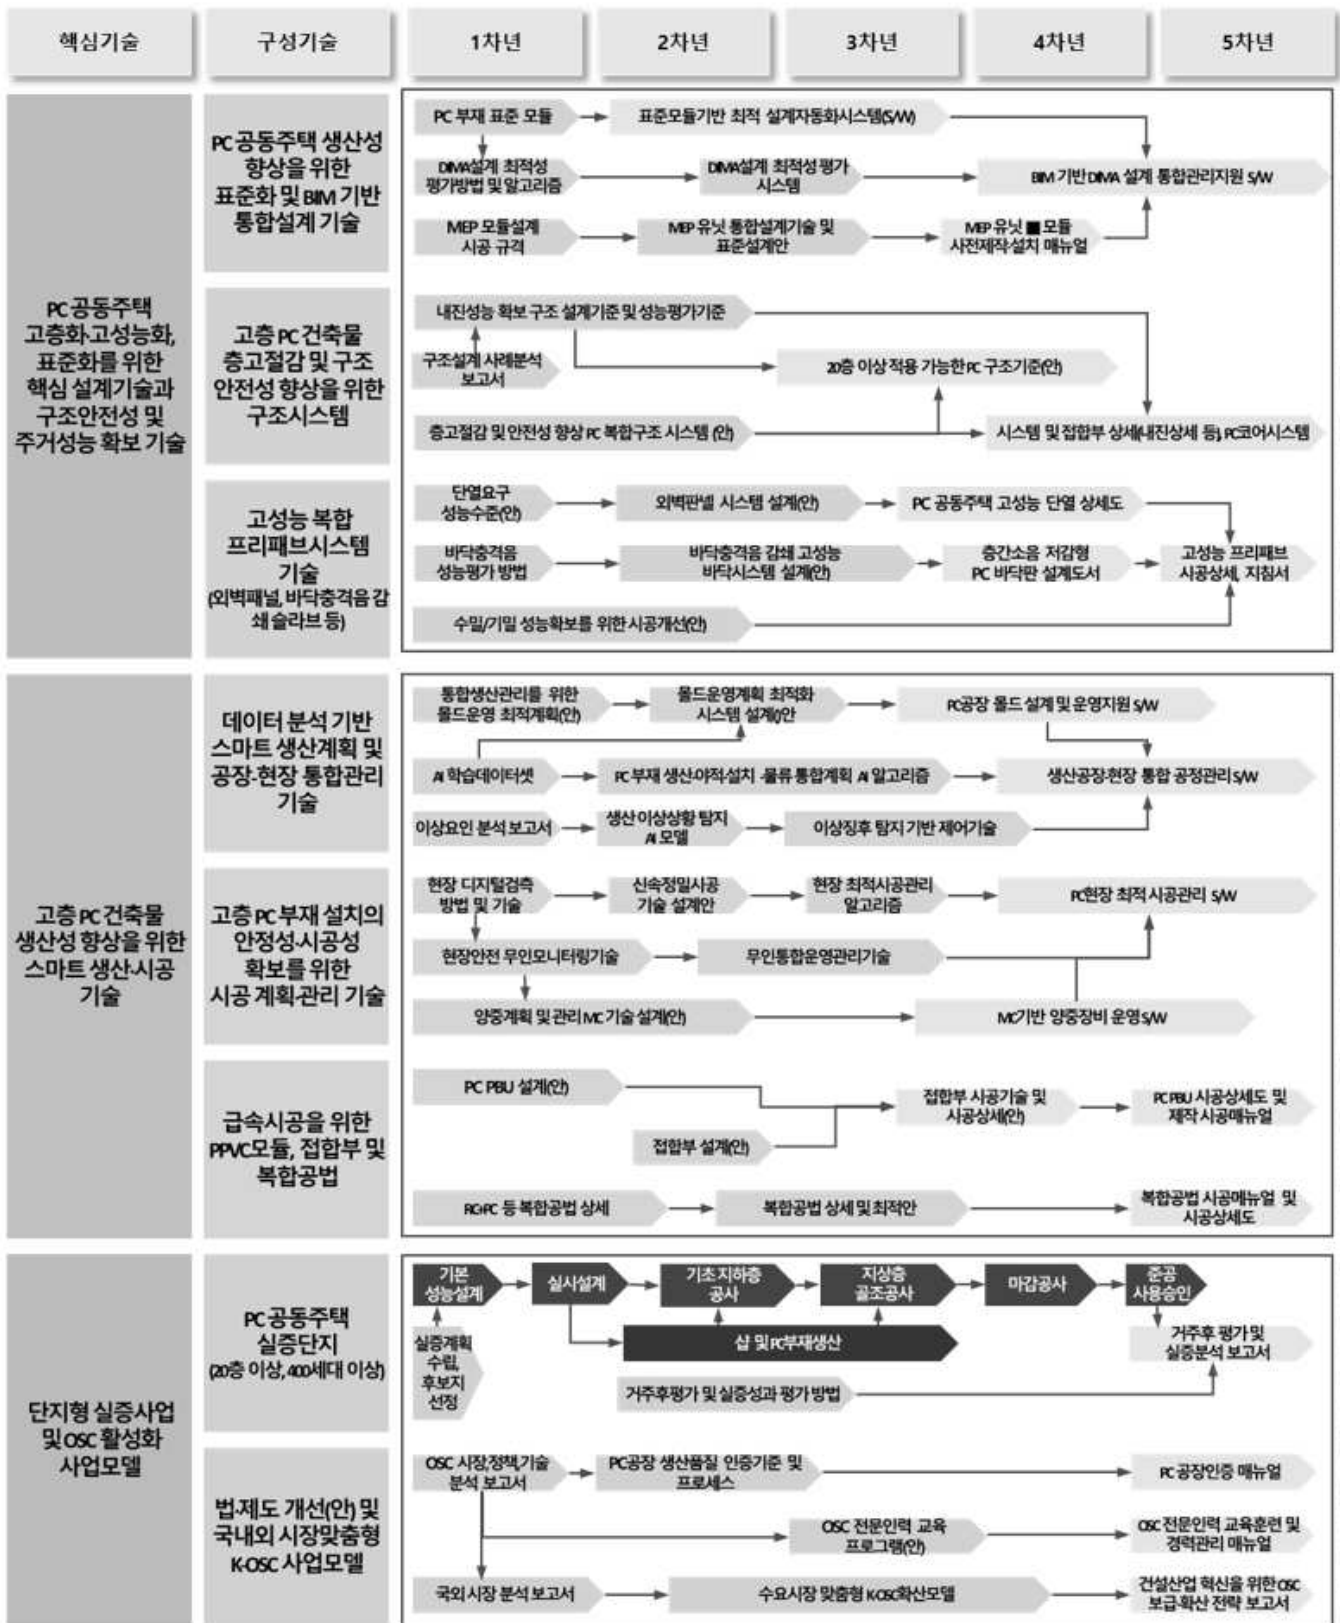 핵심기술
구성기술
1차년
2차년
3차년
4차년
5차년
PC 공동주택
고층화·고성능화,
표준화를 위한
핵심 설계기술과
구조안전성 및
주거성능 확보 기술
PC 공동주택 생산성
향상을 위한
표준화 및 BIM 기반
통합설계 기술
PC 부재 표준 모듈
표준모듈기반 최적 설계자동화시스템(S/W)
DfMA설계 최적성
평가방법 및 알고리즘
DfMA설계 최적성 평가
시스템
BIM 기반 DfMA 설계 통합관리지원 S/W
MEP 모듈설계
시공 규격
MEP 유닛 통합설계기술 및
표준설계안
MEP 유닛 ■ 모듈
사전제작·설치 매뉴얼
고층 PC 건축물
층고절감 및 구조
안전성 향상을 위한
구조시스템
내진성능 확보 구조 설계기준 및 성능평가기준
구조설계 사례분석
보고서
20층 이상 적용 가능한 PC 구조기준(안)
층고절감 및 안전성 향상 PC 복합구조 시스템 (안)
시스템 및 접합부 상세(내진상세 등), PC코어시스템
고성능 복합
프리패브시스템
기술
(외벽패널, 바닥충격음 감
쇄 슬라브 등)
단열요구
성능수준(안)
외벽판넬 시스템 설계(안)
PC 공동주택 고성능 단열 상세도
바닥충격음
성능평가 방법
바닥충격음 감쇄 고성능
바닥시스템 설계(안)
층간소음 저감형
PC 바닥판 설계도서
고성능 프리패브
시공상세, 지침서
수밀/기밀 성능확보를 위한 시공개선(안)
고층 PC 건축물
생산성 향상을 위한
스마트 생산·시공
기술
데이터 분석 기반
스마트 생산계획 및
공장·현장 통합관리
기술
통합생산관리를 위한
몰드운영 최적계획(안)
몰드운영계획 최적화
시스템 설계()안
PC공장 몰드 설계 및 운영지원 S/W
AI 학습데이터셋
PC 부재 생산·야적·설치 ·물류 통합계획 AI 알고리즘
생산공장·현장 통합 공정관리 S/W
이상요인 분석 보고서
생산 이상상황 탐지
AI 모델
이상징후 탐지 기반 제어기술
고층 PC 부재 설치의
안정성·시공성
확보를 위한
시공 계획·관리 기술
현장 디지털검측
방법 및 기술
신속정밀시공
기술 설계안
현장 최적시공관리
알고리즘
PC현장 최적 시공관리 S/W
현장안전 무인모니터링기술
무인통합운영관리기술
양중계획 및 관리 MC 기술 설계(안)
MC기반 양중장비 운영 S/W
급속시공을 위한
PPVC모듈, 접합부 및
복합공법
PC PBU 설계(안)
접합부 설계(안)
접합부 시공기술 및
시공상세(안)
PC PBU 시공상세도 및
제작 시공매뉴얼
RC+PC 등 복합공법 상세
복합공법 상세 및 최적안
복합공법 시공메뉴얼 및
시공상세도
단지형 실증사업
및 OSC 활성화
사업모델
PC 공동주택
실증단지
(20층 이상, 400세대 이상)
기본
성능설계
실시설계
기초 지하층
공사
지상층
골조공사
마감공사
준공
사용승인
실증계획
수립,
후보지
선정
샵 및 PC부재생산
거주후 평가 및
실증분석 보고서
거주후평가 및 실증성과 평가 방법
법·제도 개선(안) 및
국내외 시장맞춤형
K-OSC 사업모델
OSC 시장,정책,기술
분석 보고서
PC공장 생산품질 인증기준 및
프로세스
PC 공장인증 매뉴얼
OSC 전문인력 교육
프로그램(안)
OSC 전문인력 교육훈련 및
경력관리 매뉴얼
국외 시장 분석 보고서
수요시장 맞춤형 K-OSC확산모델
건설산업 혁신을 위한 OSC
보급·확산 전략 보고서